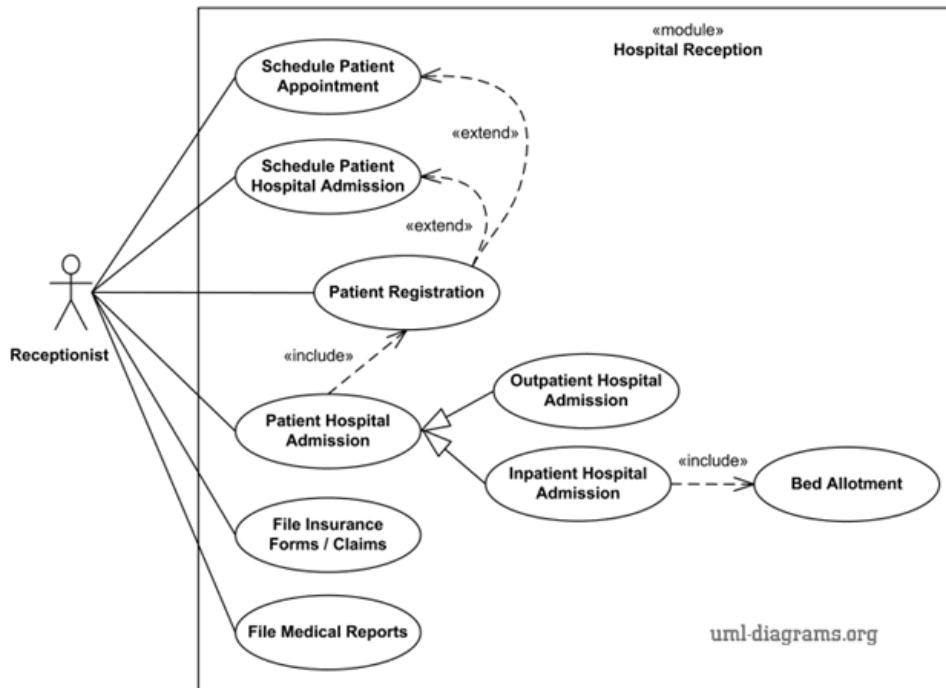 «module»
Hospital Reception
Schedule Patient
Appointment
«extend»
Schedule Patient
Hospital Admission
«extend»
Patient Registration
Receptionist
«include»
Outpatient Hospital
Admission
Patient Hospital
Admission
Inpatient Hospital
Admission
«include»
Bed Allotment
File Insurance
Forms / Claims
File Medical Reports
uml-diagrams.org